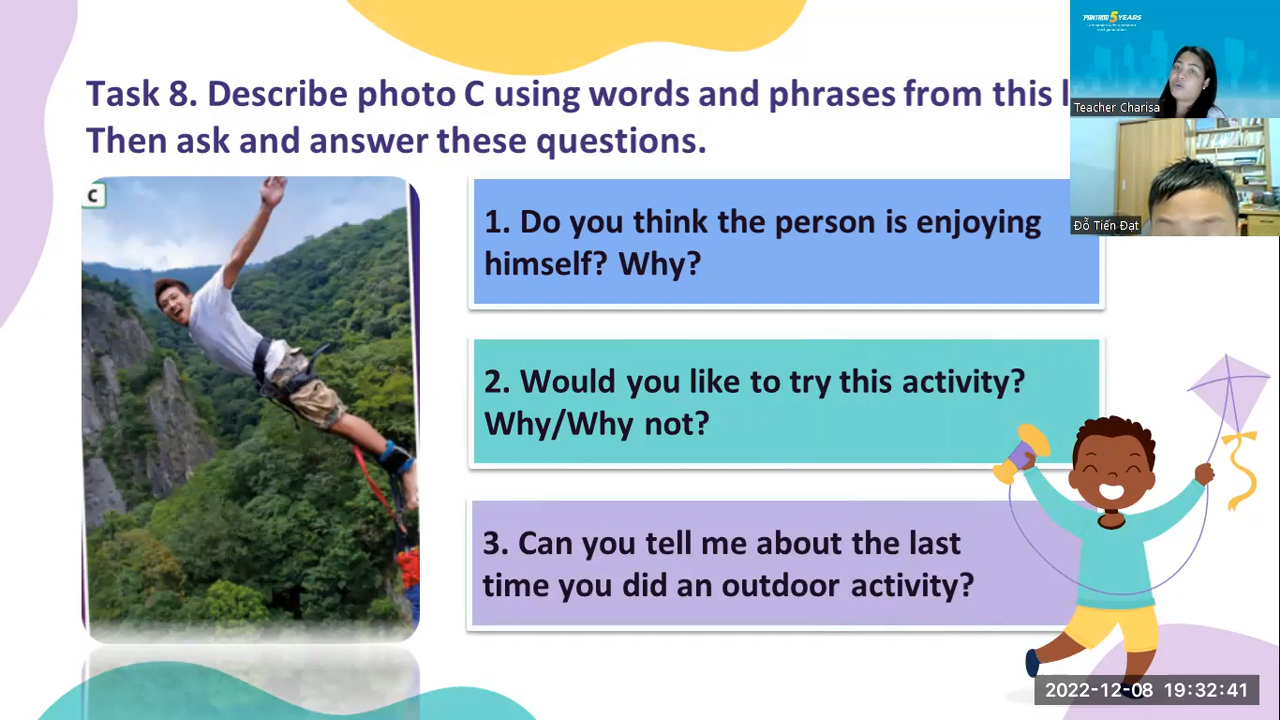 Task 8. Describe photo C using words and phrases from this
Then ask and answer these questions.
C
1. Do you think the person is enjoying
himself? Why?
2. Would you like to try this activity?
Why/Why not?
3. Can you tell me about the last
time you did an outdoor activity?
5 YEARS
Teacher Charisa
Đỗ Tiến Đạt
2022-12-08 19:32:41